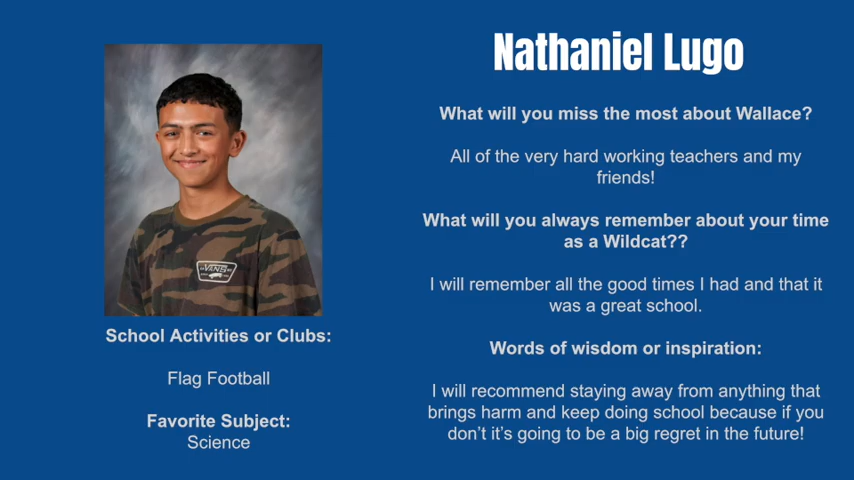 Nathaniel Lugo
What will you miss the most about Wallace?
All of the very hard working teachers and my
friends!
What will you always remember about your time
as a Wildcat??
I will remember all the good times I had and that it
was a great school.
Words of wisdom or inspiration:
I will recommend staying away from anything that
brings harm and keep doing school because if you
don't it's going to be a big regret in the future!
VANS
School Activities or Clubs:
Flag Football
Favorite Subject:
Science